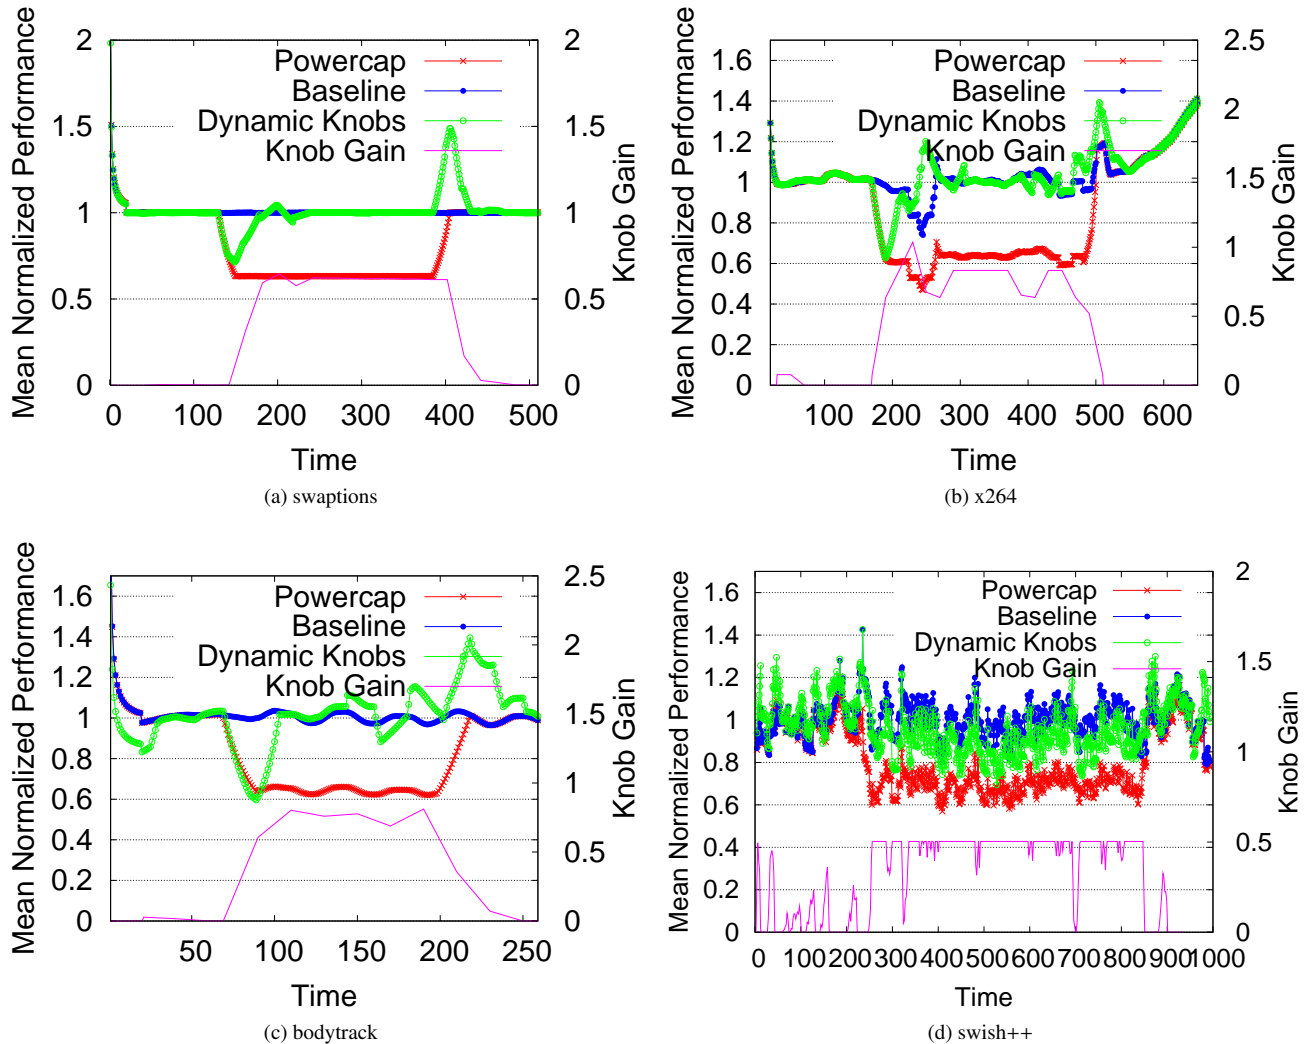 Mean Normalized Performance
2
1.5
1
0.5
0
Powercap
Baseline
Dynamic Knobs
Knob Gain
2
1.5
1
0.5
0
Knob Gain
0 100 200 300 400 500
Time
(a) swaptions
Mean Normalized Performance
1.6
1.4
1.2
1
0.8
0.6
0.4
0.2
0
Powercap
Baseline
Dynamic Knobs
Knob Gain
2.5
2
1.5
1
0.5
0
Knob Gain
100 200 300 400 500 600
Time
(b) x264
Mean Normalized Performance
1.6
1.4
1.2
1
0.8
0.6
0.4
0.2
0
Powercap
Baseline
Dynamic Knobs
Knob Gain
2.5
2
1.5
1
0.5
0
Knob Gain
50 100 150 200 250
Time
(c) bodytrack
Mean Normalized Performance
1.6
1.4
1.2
1
0.8
0.6
0.4
0.2
0
Powercap
Baseline
Dynamic Knobs
Knob Gain
2
1.5
1
0.5
0
Knob Gain
0 100 200 300 400 500 600 700 800 900 1000
Time
(d) swish++